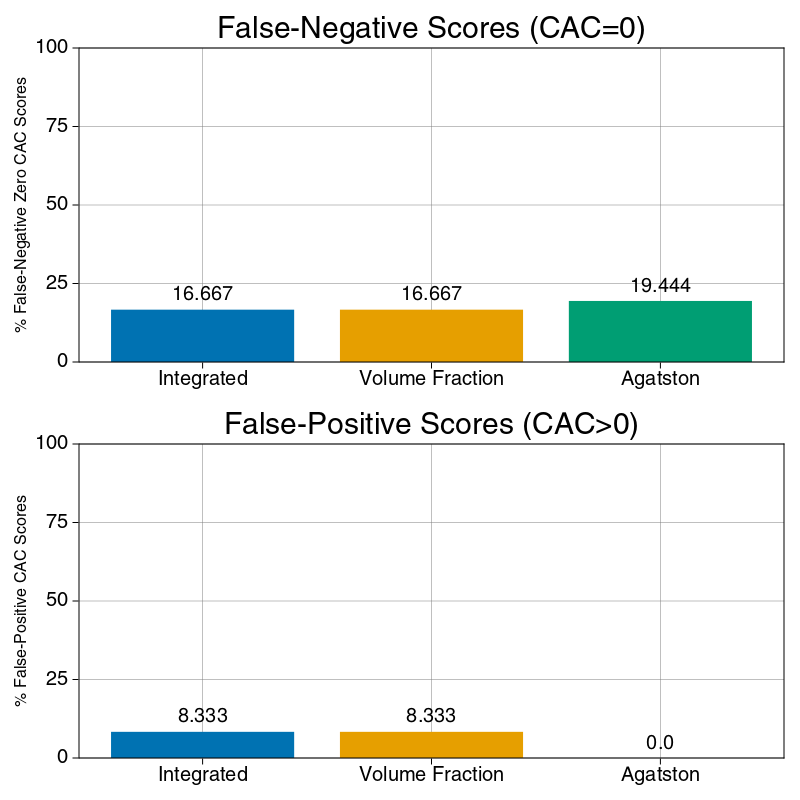 False-Negative Scores (CAC=0)
% False-Negative Zero CAC Scores
100
75
50
25
0
16.667
16.667
19.444
Integrated
Volume Fraction
Agatston
False-Positive Scores (CAC>0)
% False-Positive CAC Scores
100
75
50
25
0
8.333
8.333
0.0
Integrated
Volume Fraction
Agatston